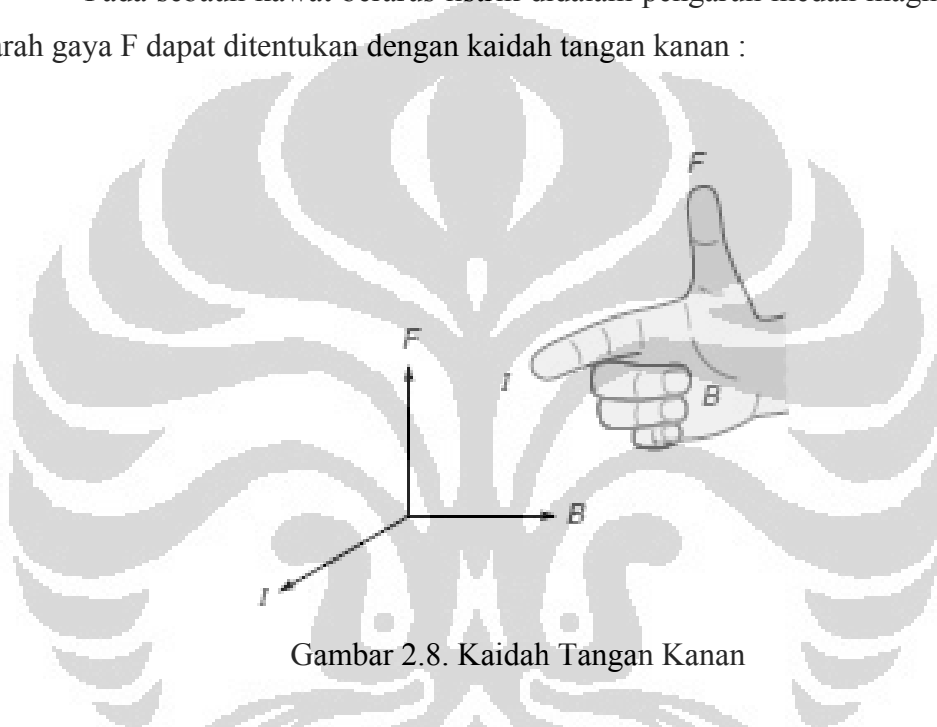 arah gaya F dapat ditentukan dengan kaidah tangan kanan :
F
F
I
B
B
I
Gambar 2.8. Kaidah Tangan Kanan